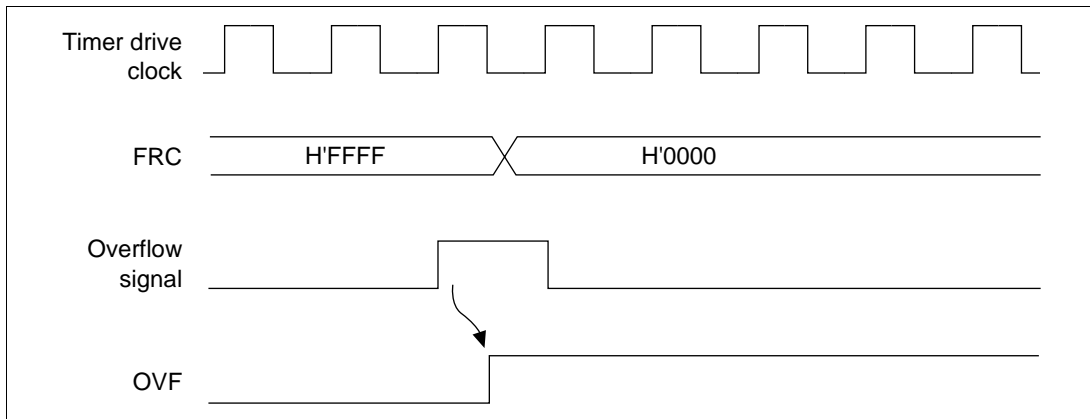 Timer drive
clock
FRC
H'FFFF
H'0000
Overflow
signal
OVF